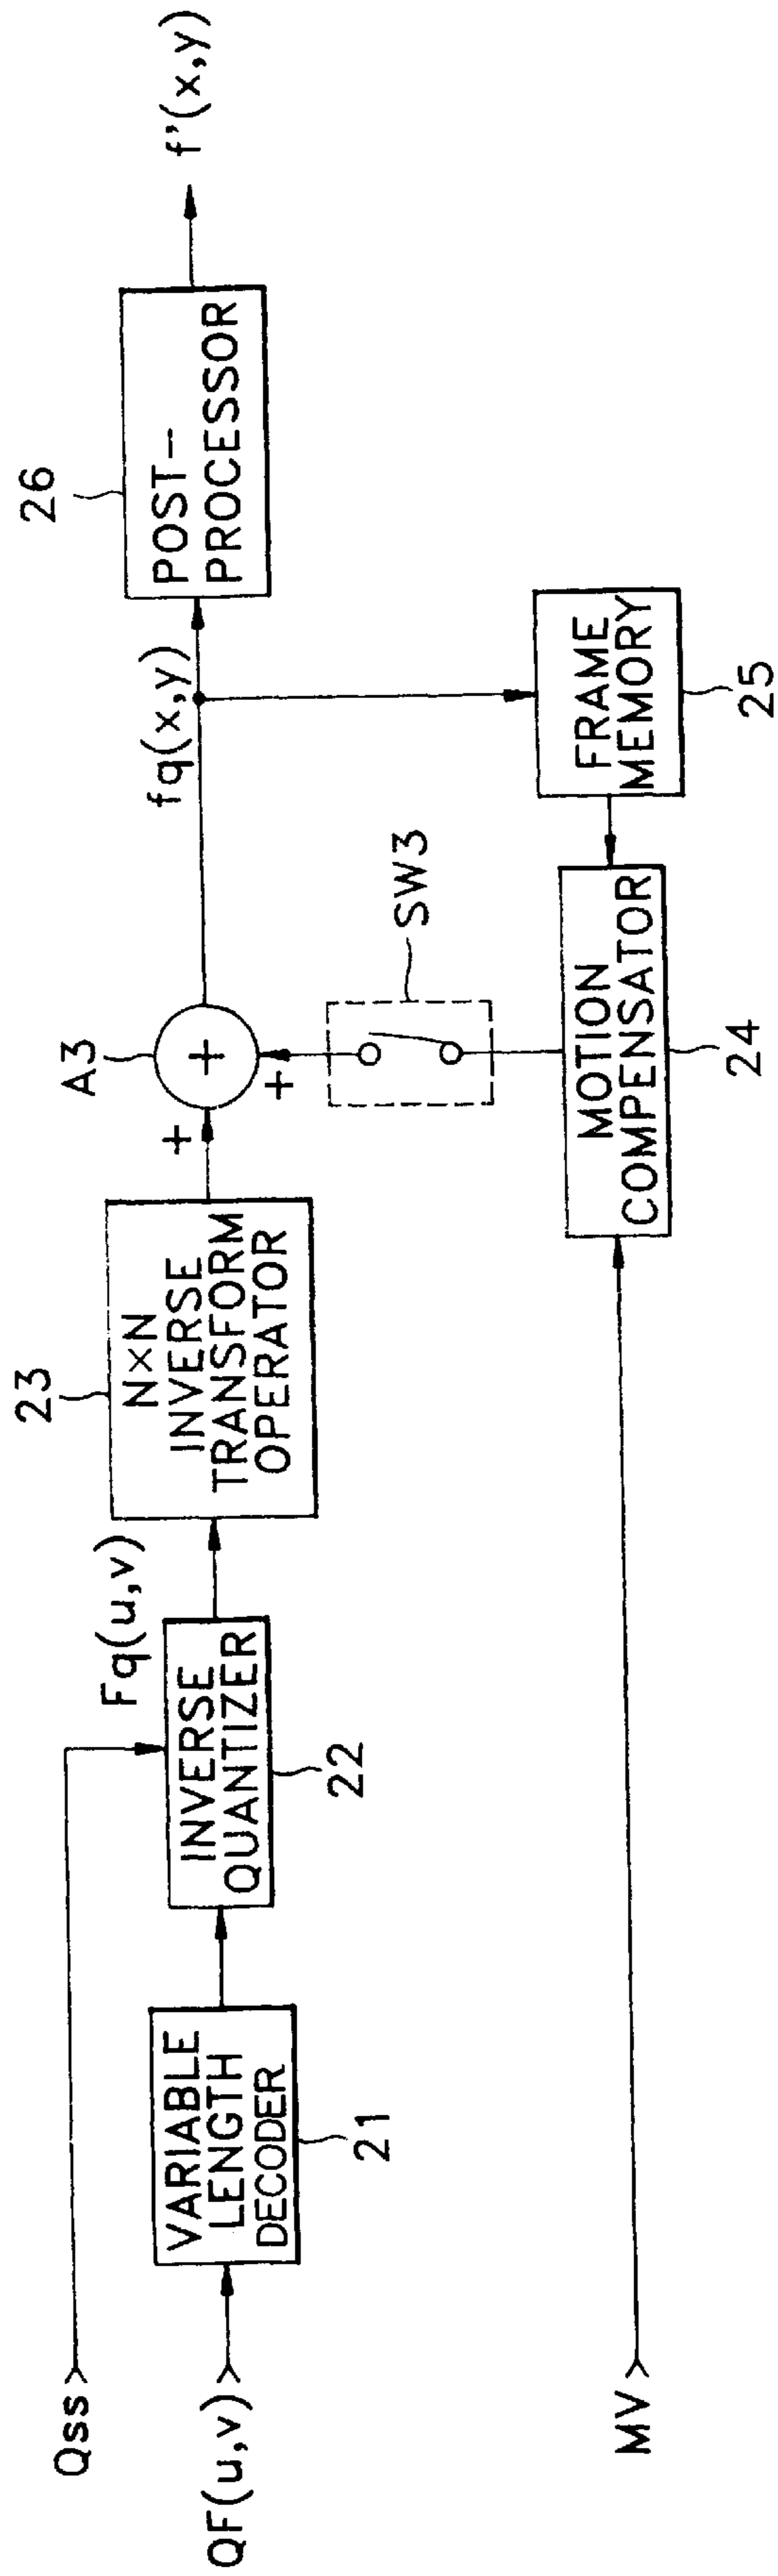 Qss
QF(u,v)
VARIABLE
LENGTH
DECODER
21
INVERSE
QUANTIZER
22
Fq(u,v)
N×N
INVERSE
TRANSFORM
OPERATOR
23
+
+
+
A3
SW3
fq(x,y)
POST-
PROCESSOR
26
f'(x,y)
FRAME
MEMORY
25
MOTION
COMPENSATOR
24
MV